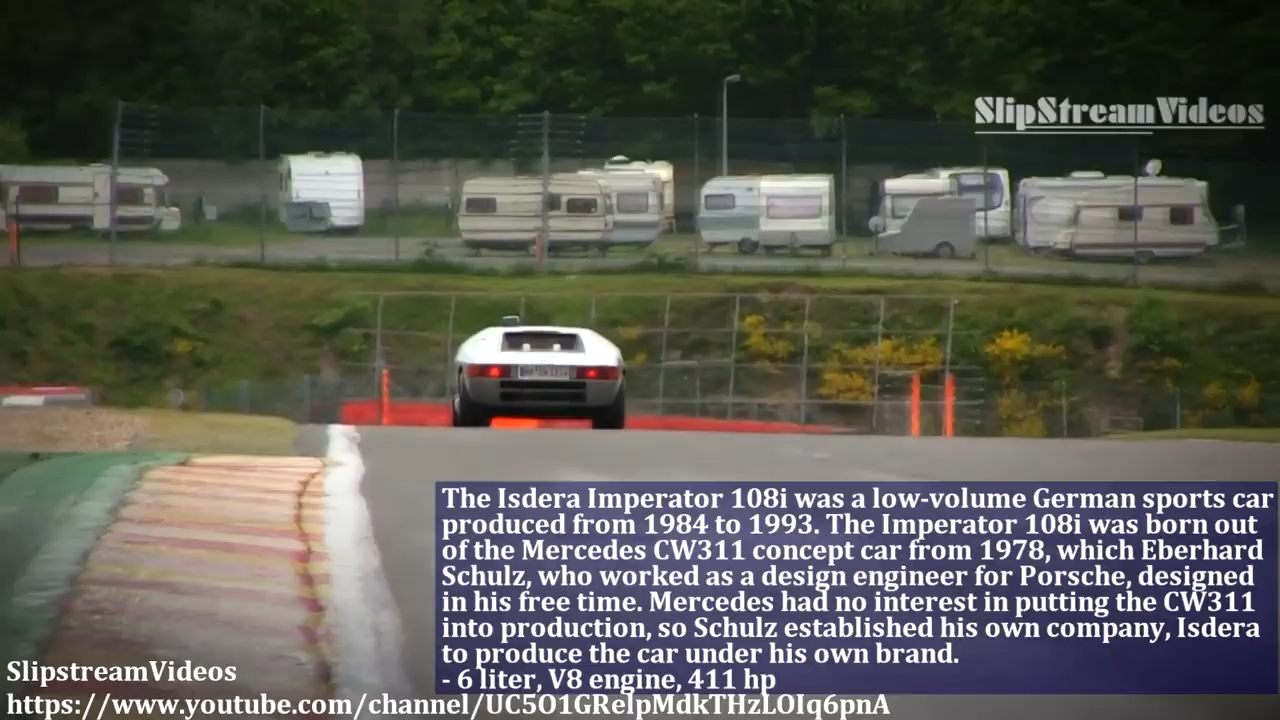 SlipStreamVideos
The Isdera Imperator 108i was a low-volume German sports car
produced from 1984 to 1993. The Imperator 108i was born out
of the Mercedes CW311 concept car from 1978, which Eberhard
Schulz, who worked as a design engineer for Porsche, designed
in his free time. Mercedes had no interest in putting the CW311
into production, so Schulz established his own company, Isdera
to produce the car under his own brand.
- 6 liter, V8 engine, 411 hp
SlipstreamVideos
https://www.youtube.com/channel/UC5O1GRelpMdkTHzLOIq6pnA